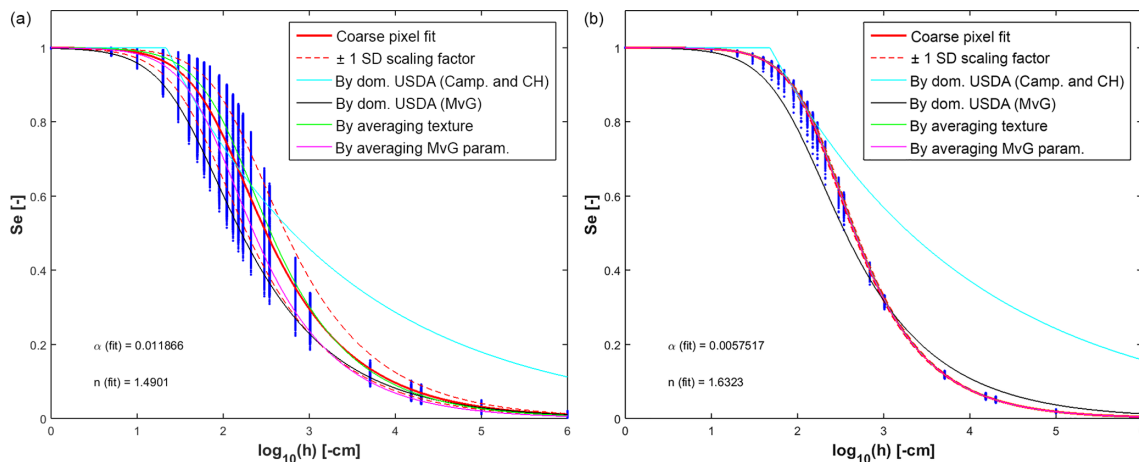 (a)
Coarse pixel fit
± 1 SD scaling factor
By dom. USDA (Camp. and CH)
By dom. USDA (MvG)
By averaging texture
By averaging MvG param.
1
0.8
0.6
0.4
0.2
0
Se [-]
α (fit) = 0.011866
n (fit) = 1.4901
0 1 2 3 4 5 6
log10(h) [-cm]
(b)
Coarse pixel fit
± 1 SD scaling factor
By dom. USDA (Camp. and CH)
By dom. USDA (MvG)
By averaging texture
By averaging MvG param.
1
0.8
0.6
0.4
0.2
0
Se [-]
α (fit) = 0.0057517
n (fit) = 1.6323
0 1 2 3 4 5
log10(h) [-cm]